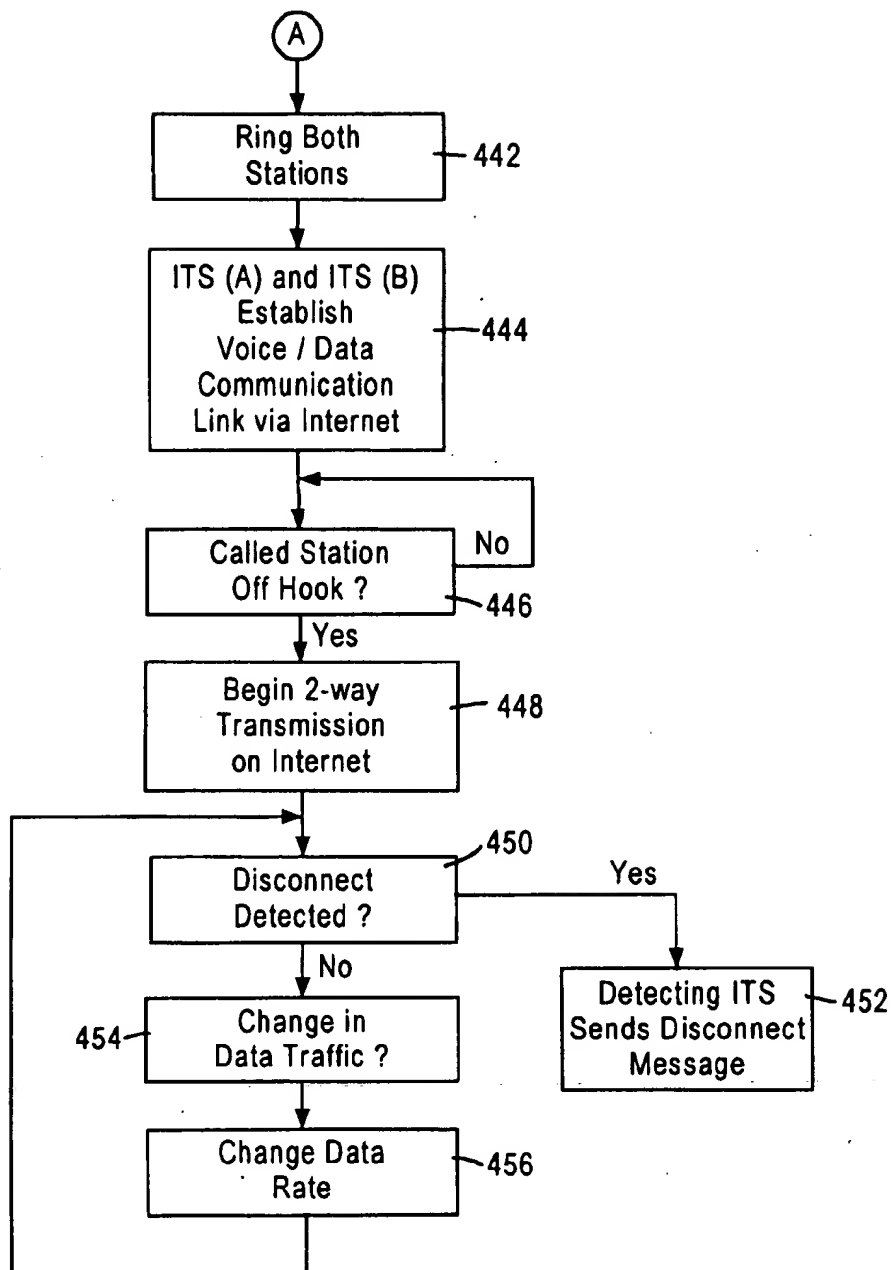 A
Ring Both
Stations
442
ITS (A) and ITS (B)
Establish
Voice / Data
Communication
Link via Internet
444
Called Station
Off Hook ?
No
446
Yes
Begin 2-way
Transmission
on Internet
448
450
Disconnect
Detected ?
Yes
No
Detecting ITS
Sends Disconnect
Message
452
454
Change in
Data Traffic ?
Change Data
Rate
456